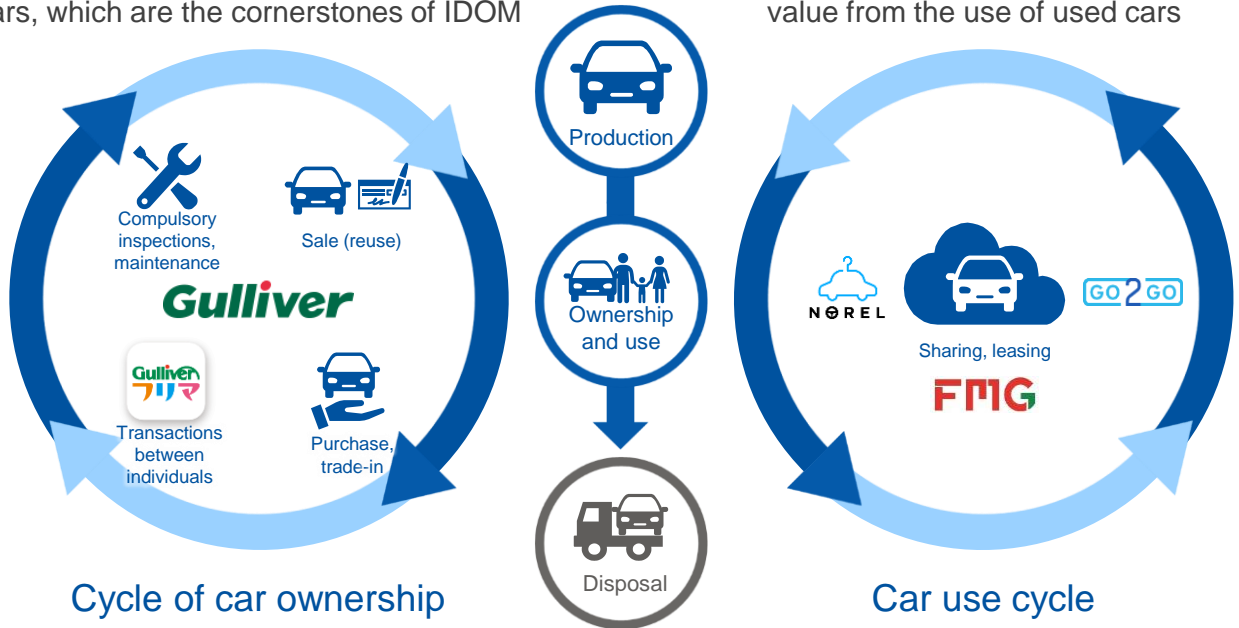 ars, which are the cornerstones of IDOM
value from the use of used cars
Production
Compulsory
inspections,
maintenance
Sale (reuse)
Gulliver
Gulliver
フリマ
Transactions
between
individuals
Purchase,
trade-in
Cycle of car ownership
Ownership
and use
Disposal
NOREL
GO2GO
Sharing, leasing
FMG
Car use cycle